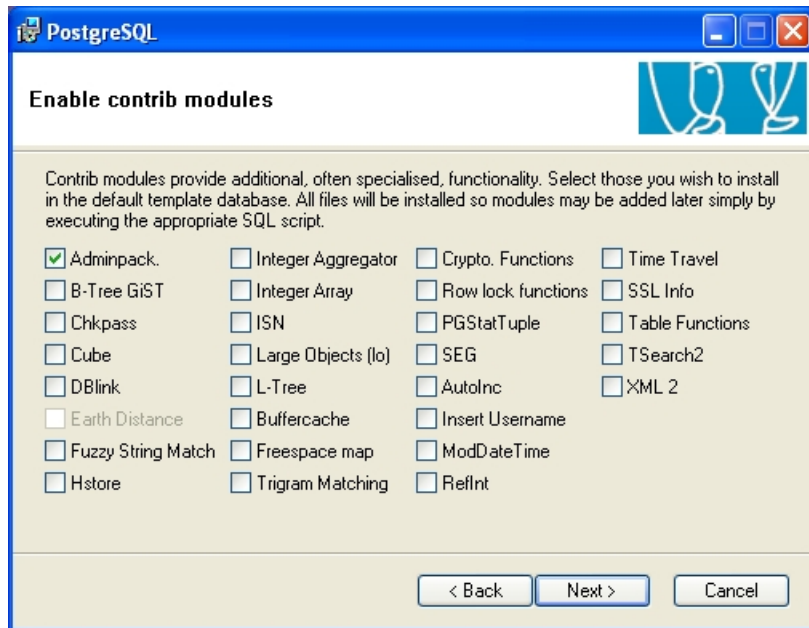 PostgreSQL
Enable contrib modules
Contrib modules provide additional, often specialised, functionality. Select those you wish to install
in the default template database. All files will be installed so modules may be added later simply by
executing the appropriate SQL script.
Adminpack. Integer Aggregator Crypto. Functions Time Travel
B-Tree GiST Integer Array Row lock functions SSL Info
Chkpass ISN PGStatTuple Table Functions
Cube Large Objects (lo) SEG TSearch2
DBlink L-Tree AutoInc XML 2
Earth Distance Buffercache Insert Username
Fuzzy String Match Freespace map ModDateTime
Hstore Trigram Matching RefInt
< Back Next > Cancel